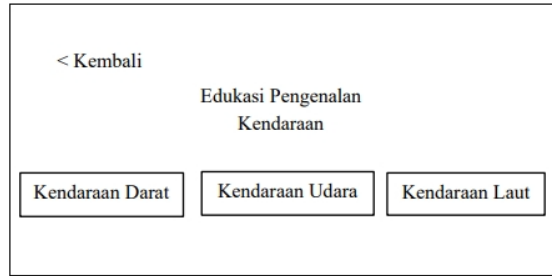 < Kembali
Edukasi Pengenalan
Kendaraan
Kendaraan Darat
Kendaraan Udara
Kendaraan Laut